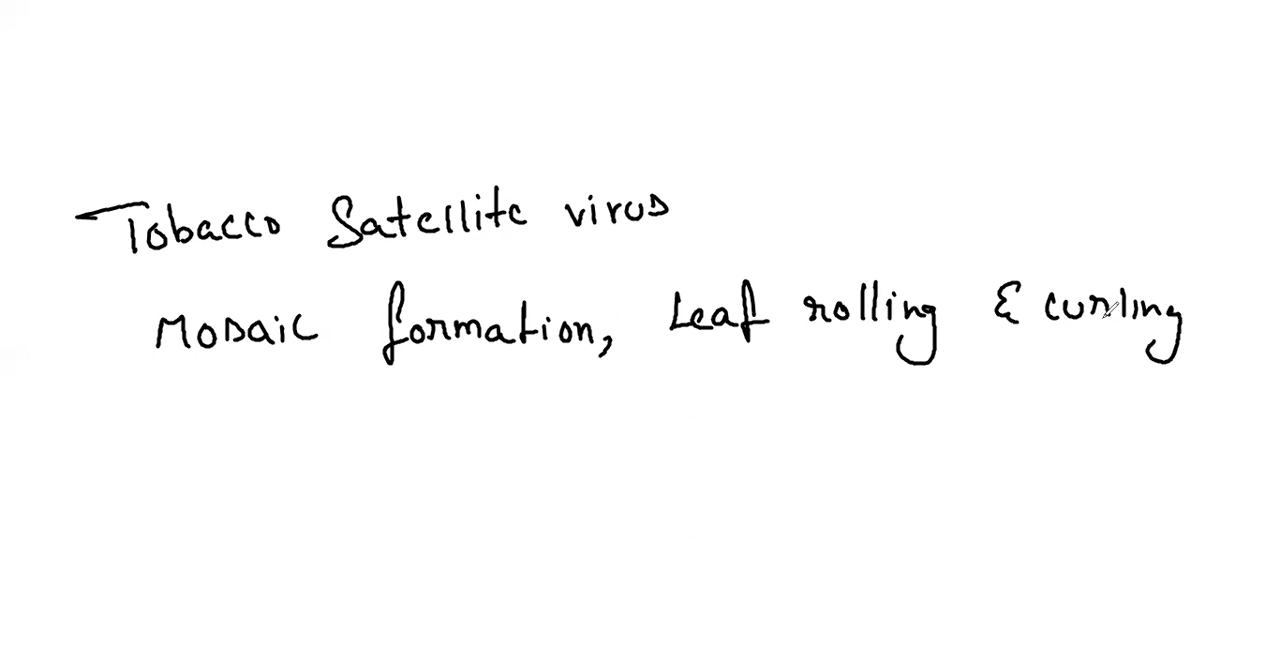 Tobacco Satellite virus
Mosaic formation, Leaf rolling & curling